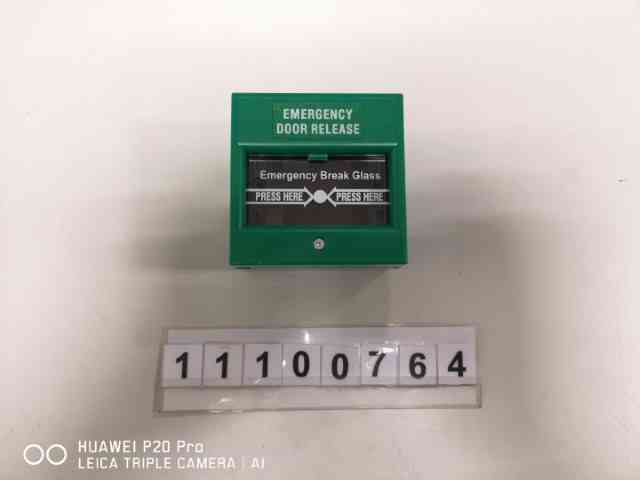 EMERGENCY
DOOR RELEASE
Emergency Break Glass
PRESS HERE PRESS HERE
11100764
HUAWEI P20 Pro
LEICA TRIPLE CAMERA | AI